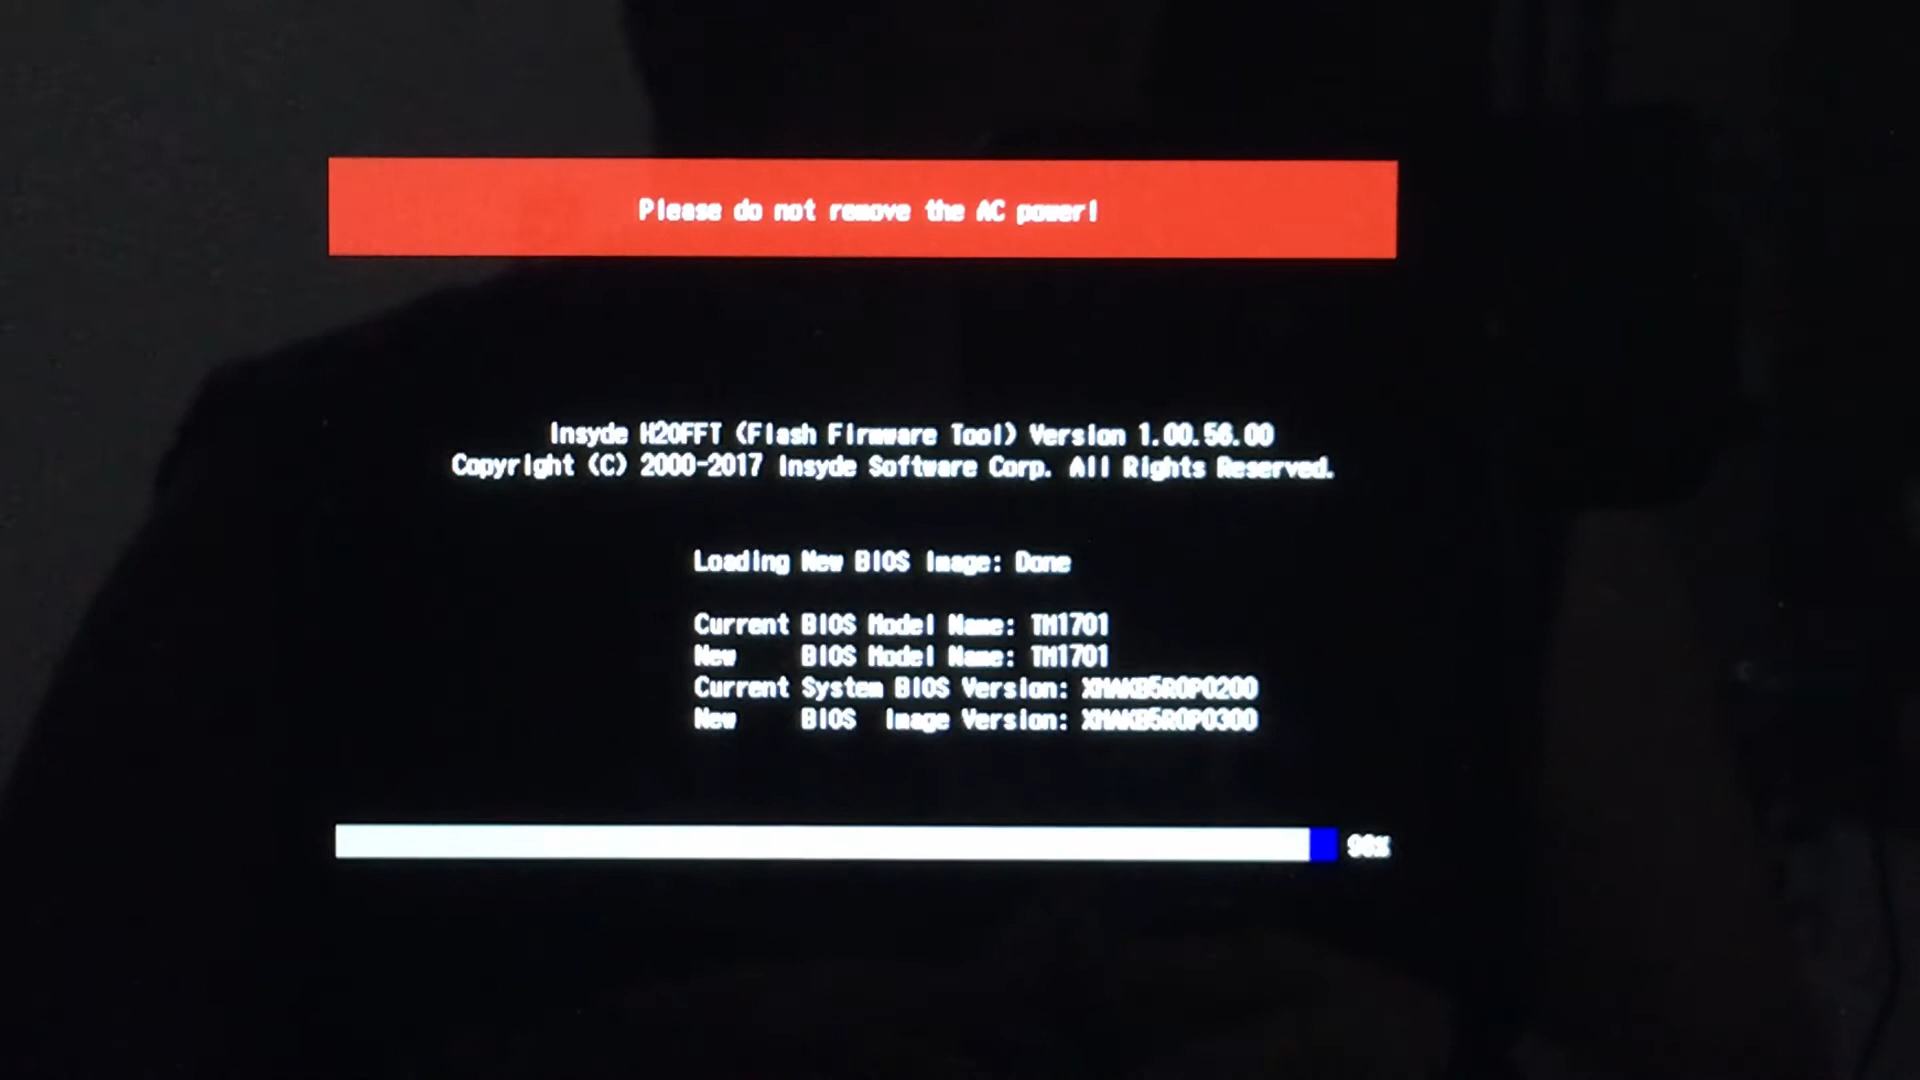 Please do not remove the AC power!
Insyde H2OFFT (Flash Firmware Tool) Version 1.00.56.00
Copyright (C) 2000-2017 Insyde Software Corp. All Rights Reserved.
Loading New BIOS Image: Done
Current BIOS Model Name: TM1701
New BIOS Model Name: TM1701
Current System BIOS Version: XMAKB5R0P0200
New BIOS Image Version: XMAKB5R0P0300